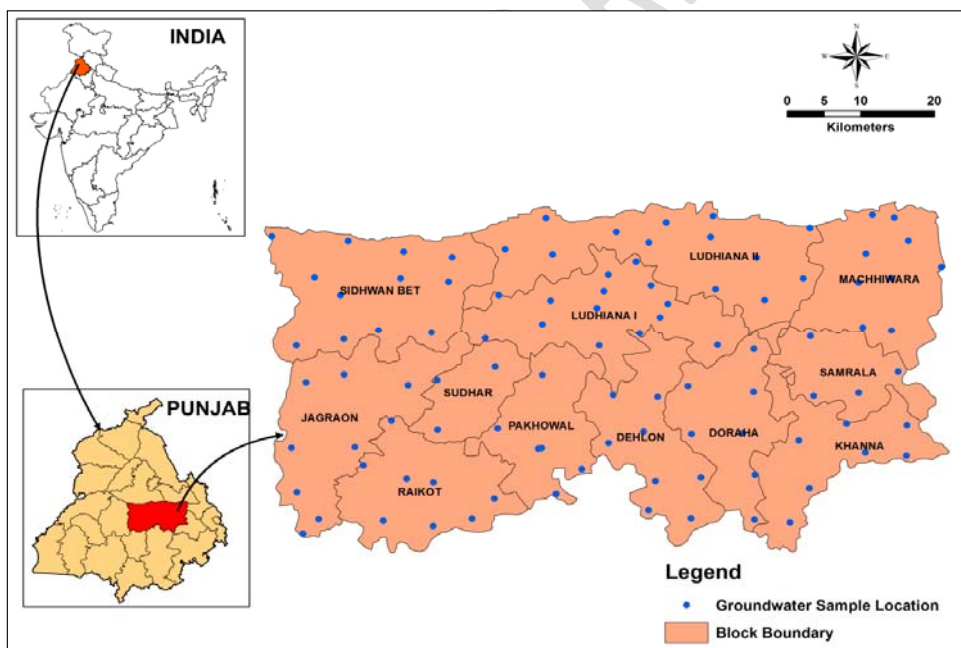 INDIA
N
W E
S
0 5 10 20
Kilometers
PUNJAB
LUDHIANA II
MACHHIWARA
SIDHWAN BET
LUDHIANA I
SAMRALA
SUDHAR
JAGRAON
PAKHOWAL
DEHLON
DORAHA
KHANNA
RAIKOT
Legend
Groundwater Sample Location
Block Boundary